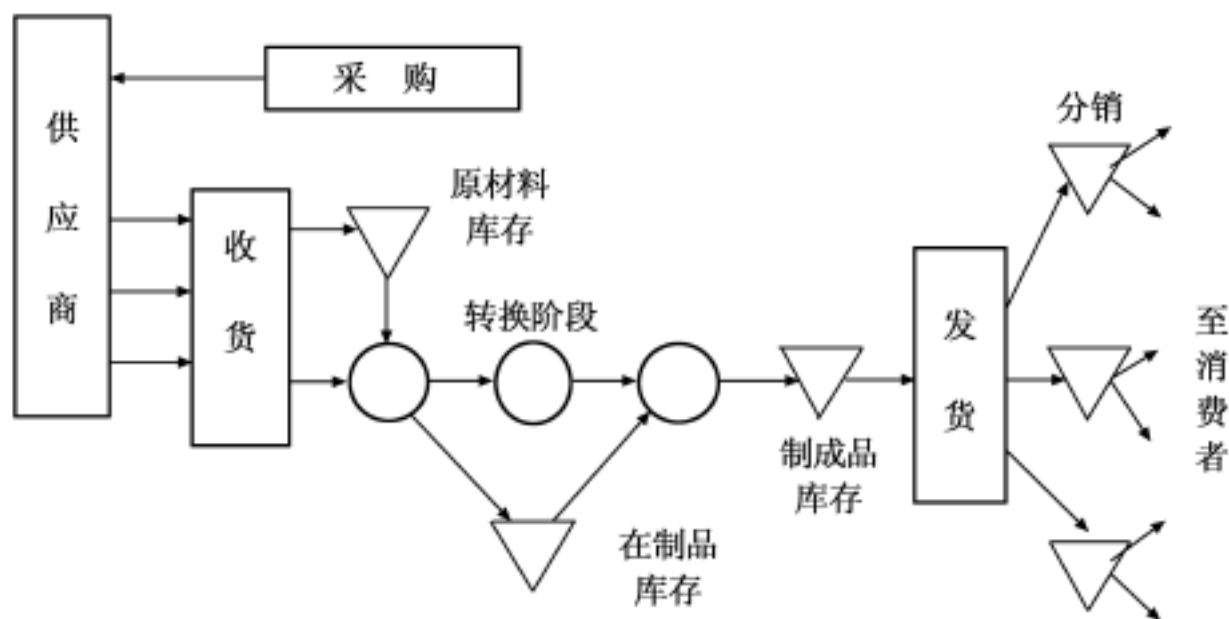 采 购
供应商
收货
原材料
库存
转换阶段
在制品
库存
制成品
库存
发货
分销
至消费者